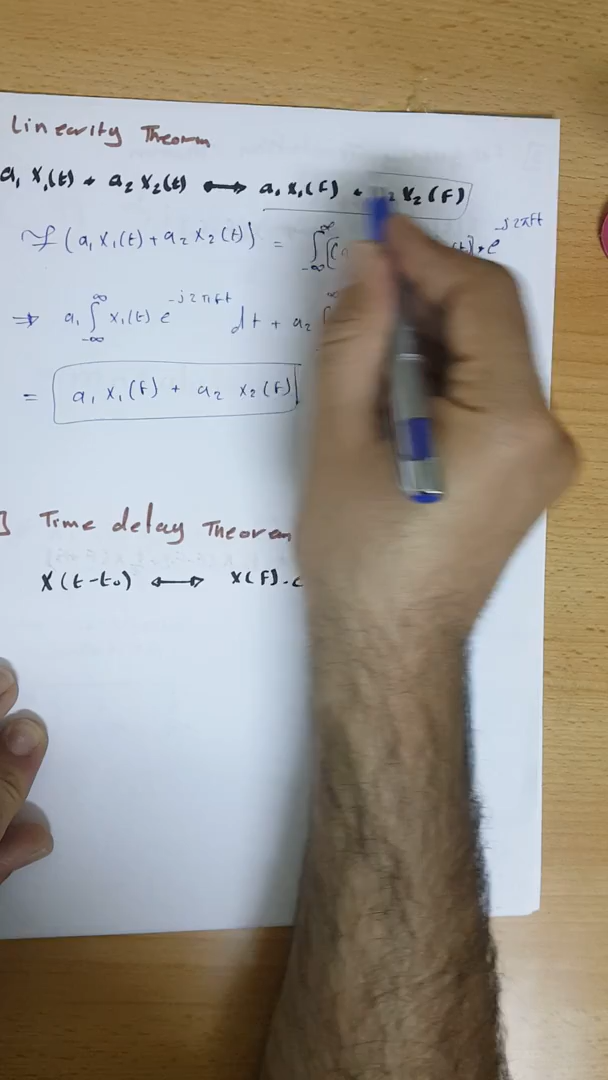 Linearity Theorm
a₁ x₁(t) + a₂ x₂(t) ⟷ a₁ x₁(f) + 2 x₂(f)
ℱ(a₁ x₁(t) + a₂ x₂(t)) = ∫_{-∞}^{∞} [(a (t)] • e^{-j2πft}
⇒ a₁ ∫_{-∞}^{∞} x₁(t) e^{-j2πft} dt + a₂
= a₁ x₁(f) + a₂ x₂(f)
] Time delay Theorem
x(t-t₀) ⟷ x(f) .